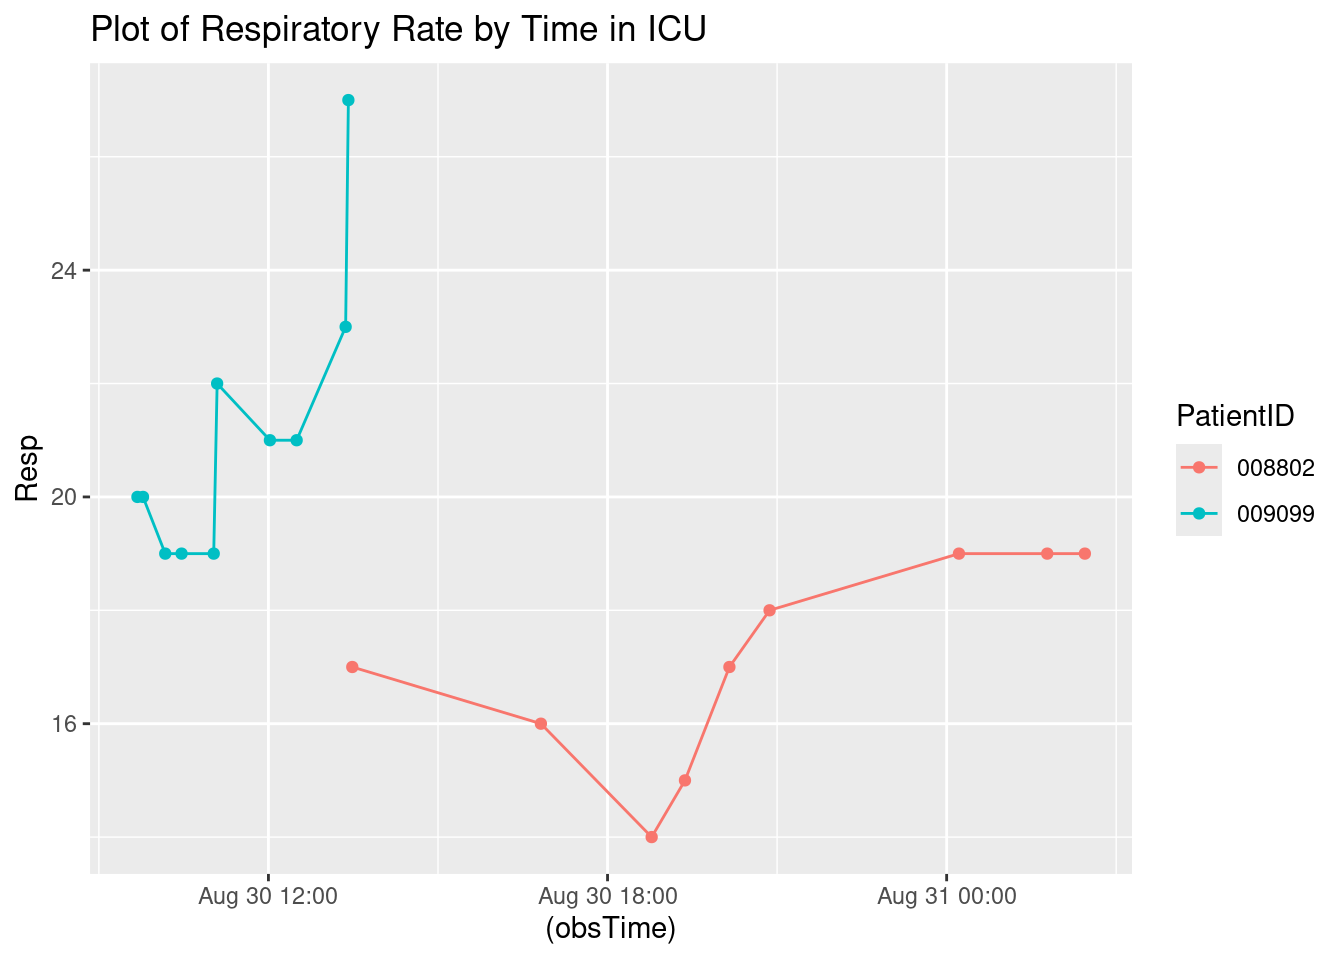 Plot of Respiratory Rate by Time in ICU
24
20
16
Resp
Aug 30 12:00
Aug 30 18:00
Aug 31 00:00
(obsTime)
PatientID
008802
009099